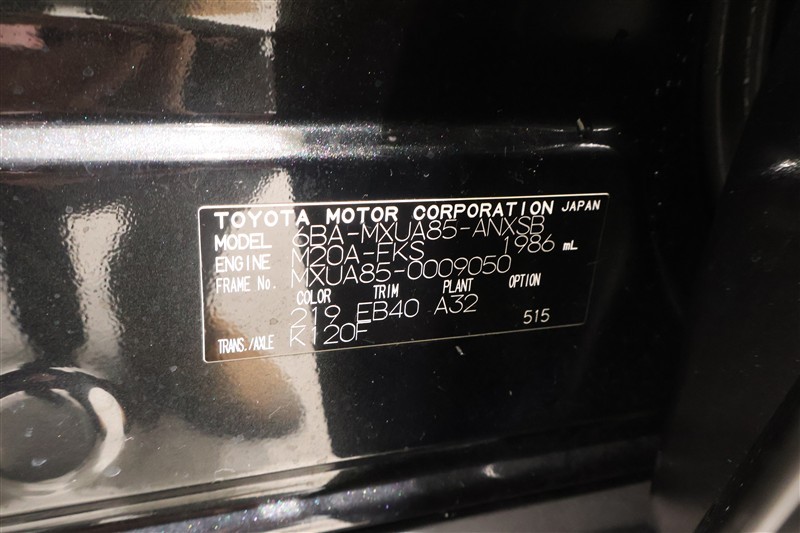 TOYOTA MOTOR CORPORATION JAPAN
MODEL 6BA-MXUA85-ANXSB
ENGINE M20A-FKS 1986 mL
FRAME No. MXUA85-0009050
COLOR TRIM PLANT OPTION
219 EB40 A32
TRANS./AXLE K120F 515